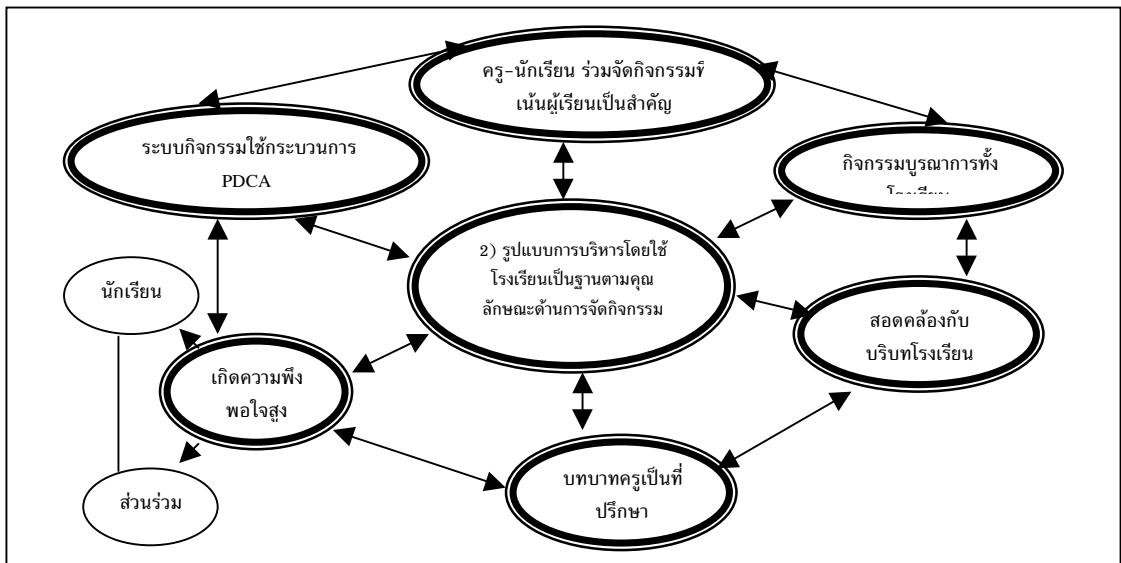 ครู-นักเรียน ร่วมจัดกิจกรรมที่
เน้นผู้เรียนเป็นสำคัญ
ระบบกิจกรรมใช้กระบวนการ
PDCA
กิจกรรมบูรณาการทั้ง
2) รูปแบบการบริหารโดยใช้
โรงเรียนเป็นฐานตามคุณ
ลักษณะด้านการจัดกิจกรรม
นักเรียน
สอดคล้องกับ
บริบทโรงเรียน
เกิดความพึง
พอใจสูง
บทบาทครูเป็นที่
ปรึกษา
ส่วนร่วม